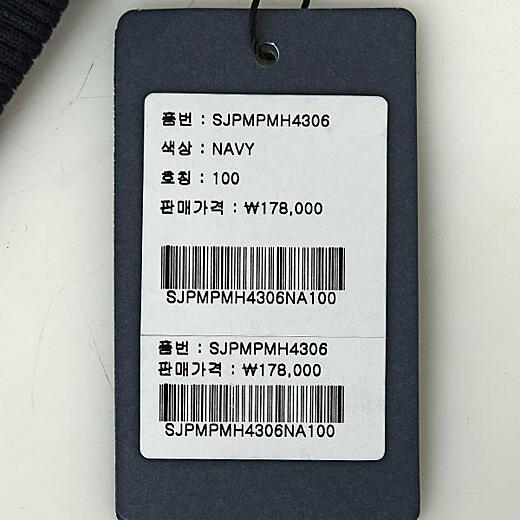 품번 : SJPMPMH4306
색상 : NAVY
호칭 : 100
판매가격 : ₩178,000
SJPMPMH4306NA100
품번 : SJPMPMH4306
판매가격 : ₩178,000
SJPMPMH4306NA100